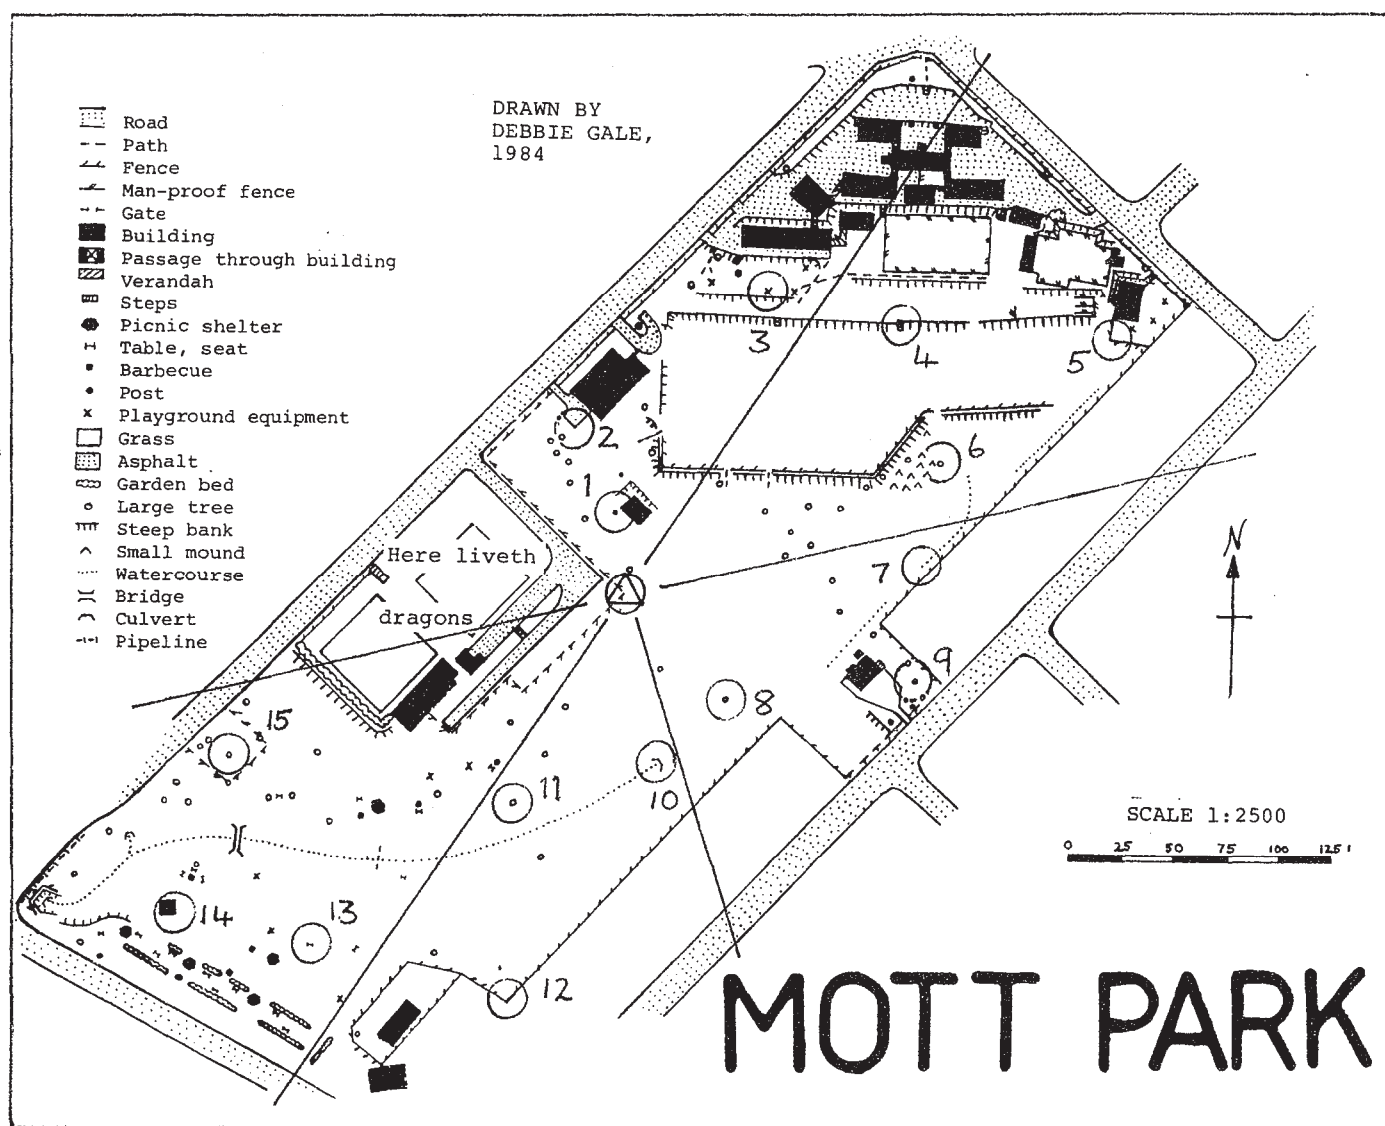 DRAWN BY
DEBBIE GALE,
1984
Road
Path
Fence
Man-proof fence
Gate
Building
Passage through building
Verandah
Steps
Picnic shelter
Table, seat
Barbecue
Post
Playground equipment
Grass
Asphalt
Garden bed
Large tree
Steep bank
Small mound
Watercourse
Bridge
Culvert
Pipeline
3
4
5
2
6
1
Here liveth
dragons
7
N
9
8
15
11
10
SCALE 1:2500
0 25 50 75 100 125
14
13
12
MOTT PARK